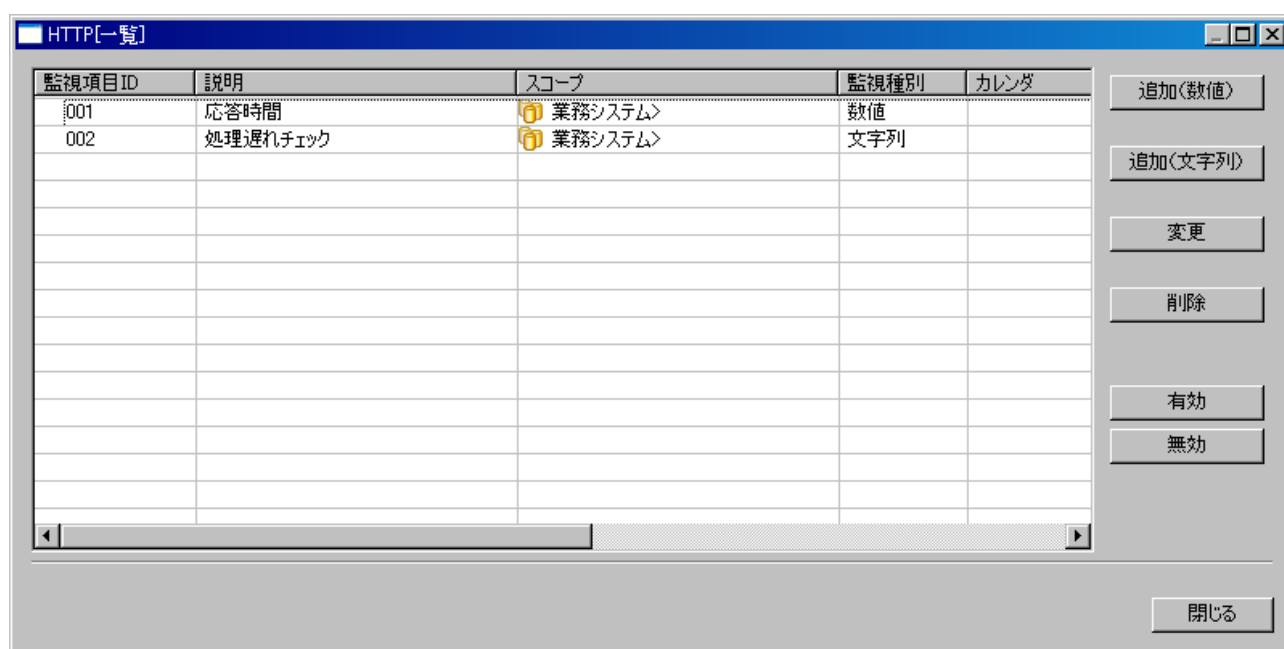 HTTP[一覧]
監視項目ID 説明 スコープ 監視種別 カレンダ
001 応答時間 業務システム> 数値
002 処理遅れチェック 業務システム> 文字列
追加(数値)
追加(文字列)
変更
削除
有効
無効
閉じる